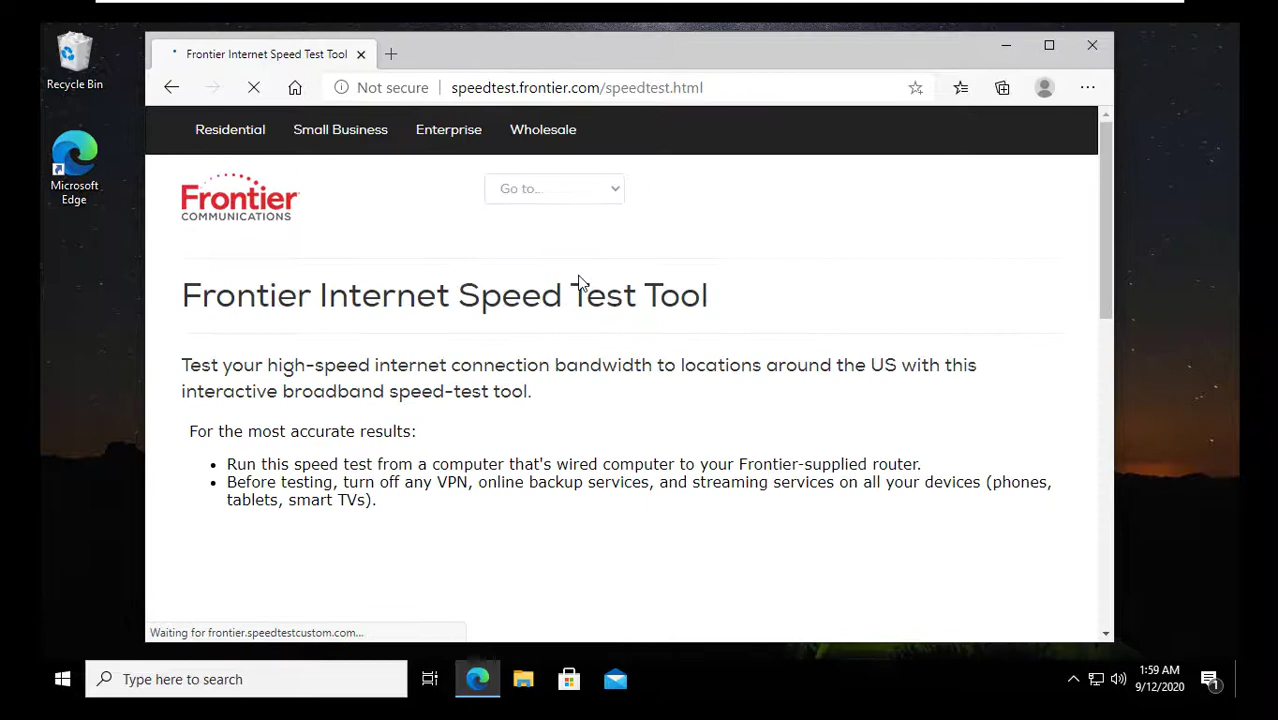 Recycle Bin
Microsoft
Edge
Frontier Internet Speed Test Tool
Not secure
speedtest.frontier.com/speedtest.html
Residential
Small Business
Enterprise
Wholesale
Frontier
COMMUNICATIONS
Go to...
Frontier Internet Speed Test Tool
Test your high-speed internet connection bandwidth to locations around the US with this
interactive broadband speed-test tool.
For the most accurate results:
• Run this speed test from a computer that's wired computer to your Frontier-supplied router.
• Before testing, turn off any VPN, online backup services, and streaming services on all your devices (phones,
tablets, smart TVs).
Waiting for frontier.speedtestcustom.com...
Type here to search
1:59 AM
9/12/2020
1